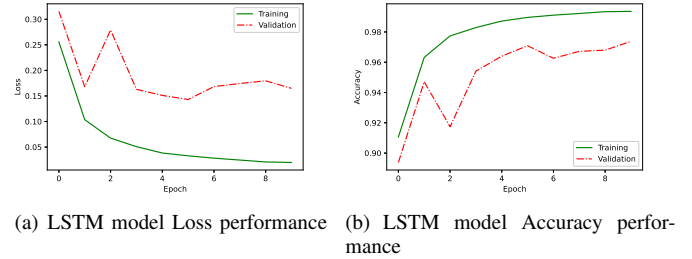 0.30
0.25
0.20
0.15
0.10
0.05
Loss
0 2 4 6 8
Epoch
Training
Validation
(a) LSTM model Loss performance
0.98
0.96
0.94
0.92
0.90
Accuracy
0 2 4 6 8
Epoch
Training
Validation
(b) LSTM model Accuracy perfor-
mance